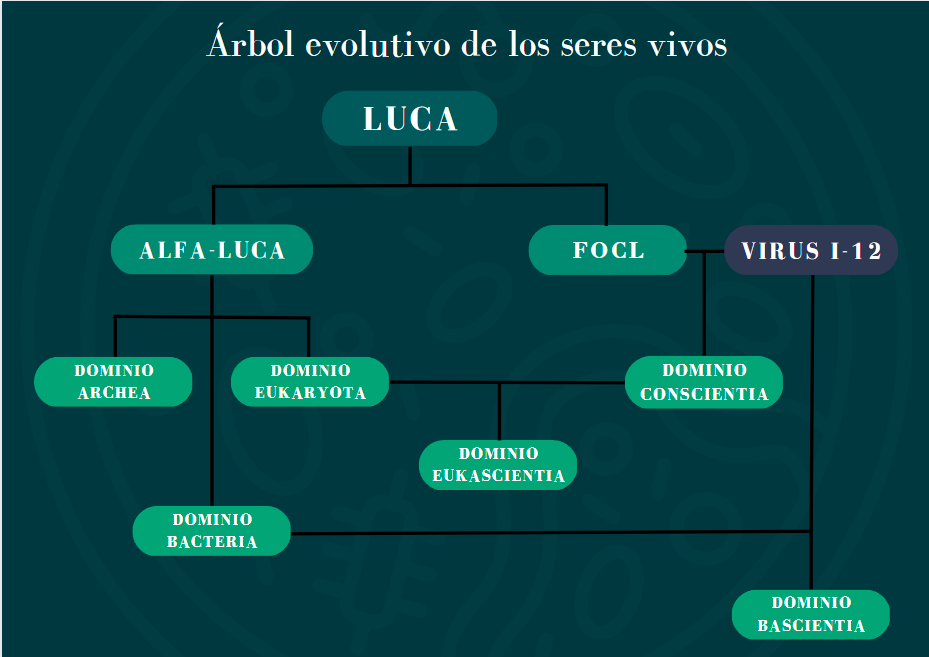 Árbol evolutivo de los seres vivos
LUCA
ALFA-LUCA
FOCL
VIRUS I-12
DOMINIO
ARCHEA
DOMINIO
EUKARYOTA
DOMINIO
CONSCIENTIA
DOMINIO
EUKASCIENTIA
DOMINIO
BACTERIA
DOMINIO
BASCIENTIA